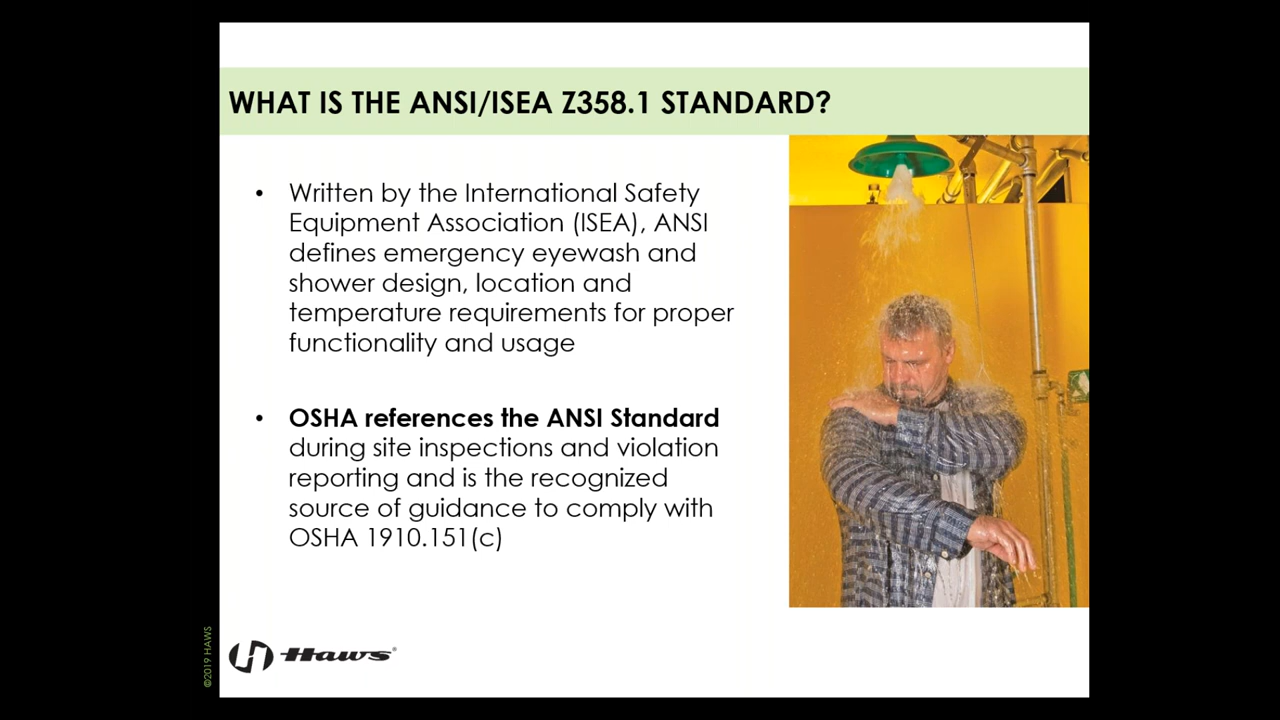 WHAT IS THE ANSI/ISEA Z358.1 STANDARD?
• Written by the International Safety
Equipment Association (ISEA), ANSI
defines emergency eyewash and
shower design, location and
temperature requirements for proper
functionality and usage
• OSHA references the ANSI Standard
during site inspections and violation
reporting and is the recognized
source of guidance to comply with
OSHA 1910.151(c)
©2019 HAWS
Haws®